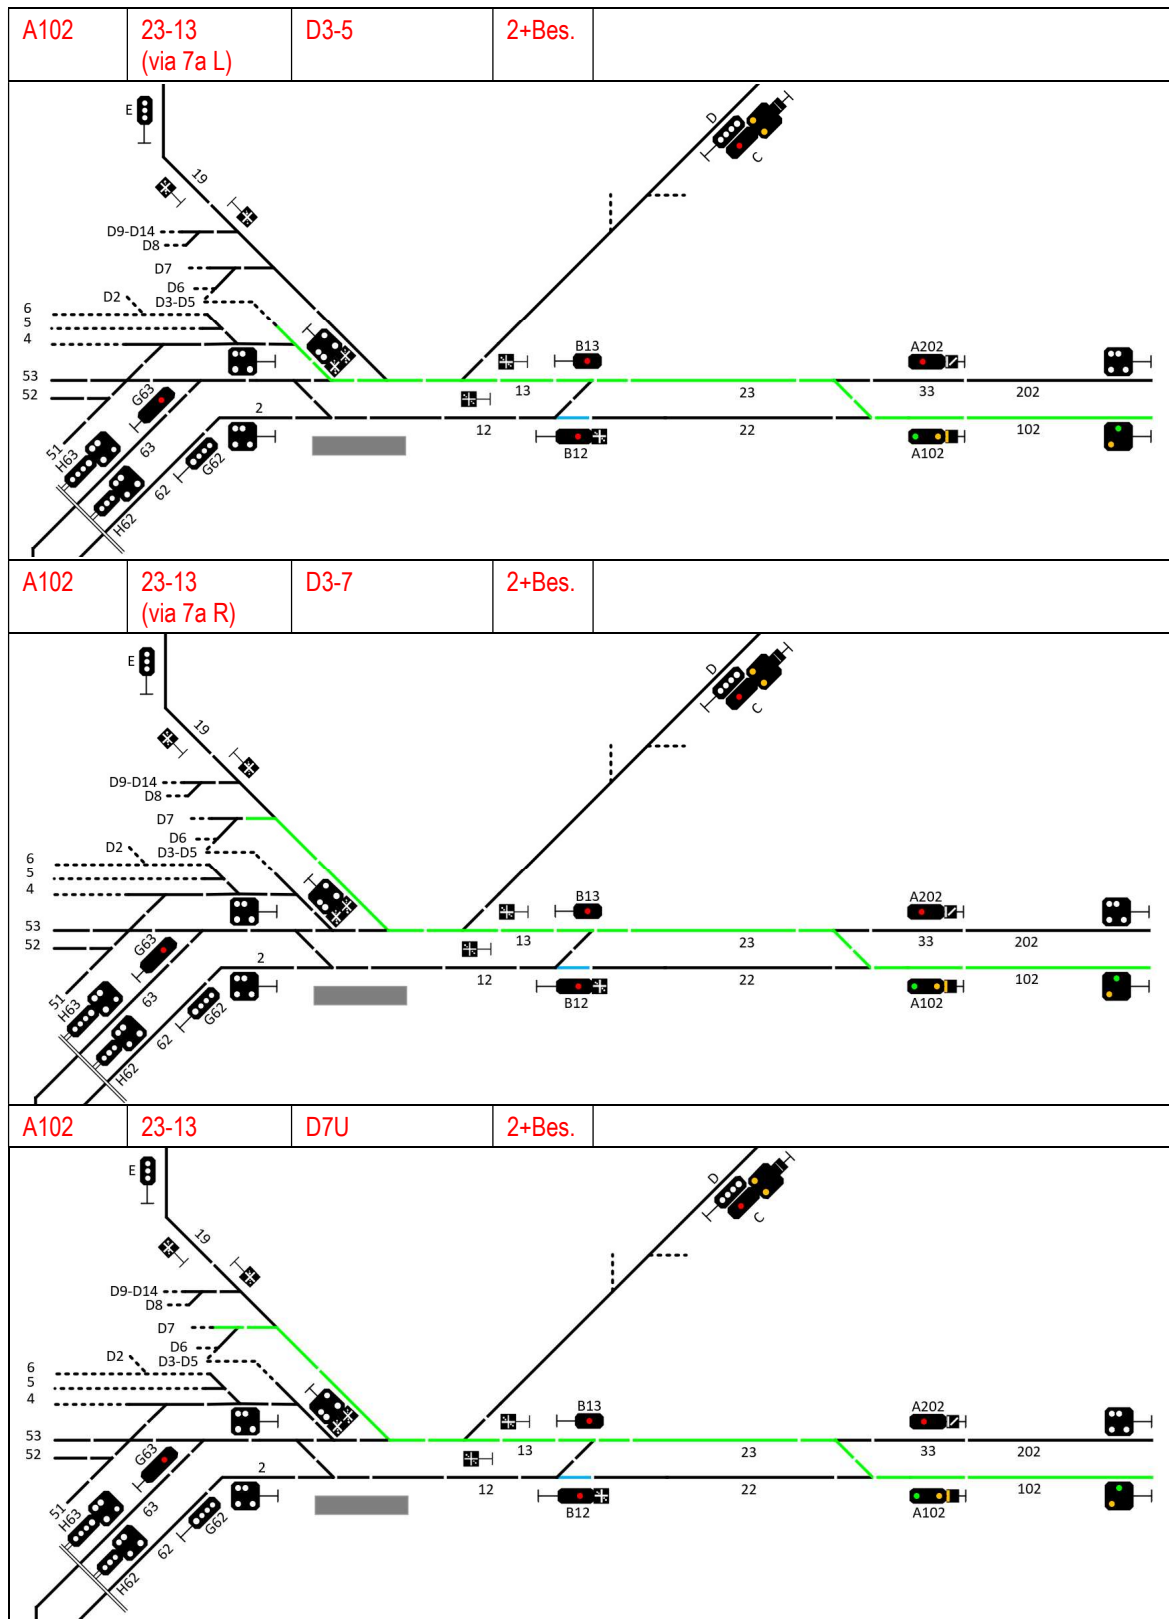 A102 23-13 D3-5 2+Bes.
(via 7a L)
E
D
C
19
D9-D14
D8
D7
D6
D2 D3-D5
6
5
4
B13 A202
53 13 23 33 202
52 G63
2
51 H63 63 G62 12 22 102
B12 A102
62
H62
A102 23-13 D3-7 2+Bes.
(via 7a R)
E
D
C
19
D9-D14
D8
D7
D6
D2 D3-D5
6
5
4
B13 A202
53 13 23 33 202
52 G63
2
51 H63 63 G62 12 22 102
B12 A102
62
H62
A102 23-13 D7U 2+Bes.
E
D
C
19
D9-D14
D8
D7
D6
D2 D3-D5
6
5
4
B13 A202
53 13 23 33 202
52 G63
2
51 H63 63 G62 12 22 102
B12 A102
62
H62